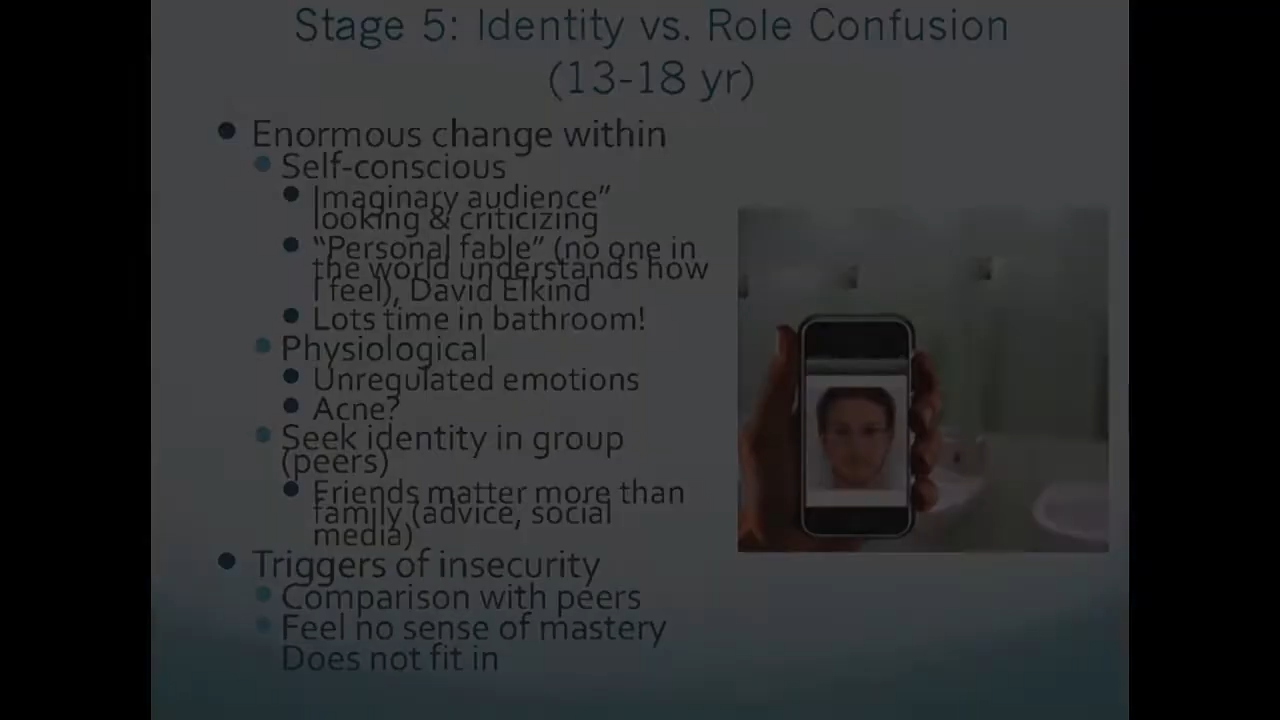 Stage 5: Identity vs. Role Confusion
(13-18 yr)
Enormous change within
Self-conscious
Imaginary audience”
looking & criticizing
“Personal fable” (no one in
the world understands how
I feel), David Elkind
Lots time in bathroom!
Physiological
Unregulated emotions
Acne?
Seek identity in group
(peers)
Friends matter more than
family (advice, social
media)
Triggers of insecurity
Comparison with peers
Feel no sense of mastery
Does not fit in